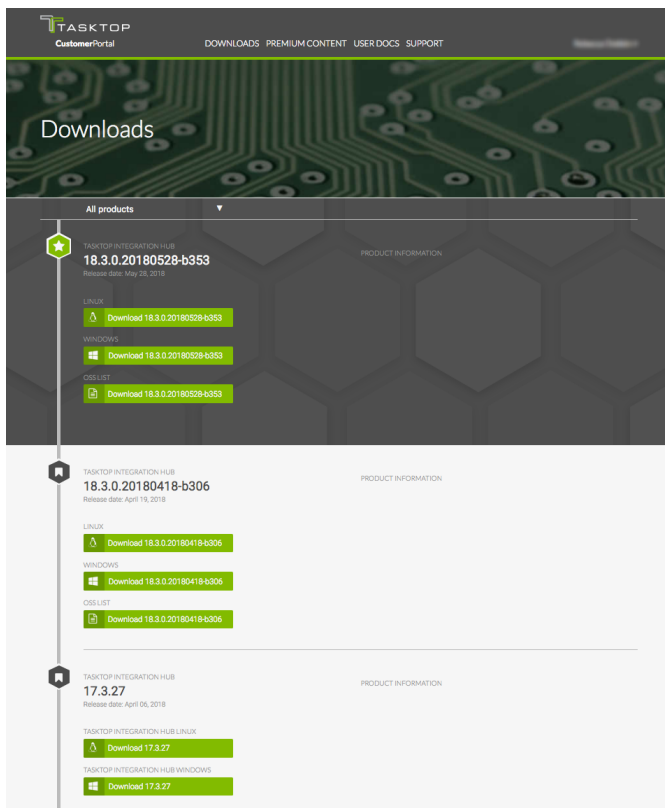 TASKTOP
CustomerPortal
DOWNLOADS PREMIUM CONTENT USER DOCS SUPPORT
Downloads
All products
TASKTOP INTEGRATION HUB
PRODUCT INFORMATION
18.3.0.20180528-b353
Release date: May 28, 2018
LINUX
Download 18.3.0.20180528-b353
WINDOWS
Download 18.3.0.20180528-b353
OSS LIST
Download 18.3.0.20180528-b353
TASKTOP INTEGRATION HUB
PRODUCT INFORMATION
18.3.0.20180418-b306
Release date: April 19, 2018
LINUX
Download 18.3.0.20180418-b306
WINDOWS
Download 18.3.0.20180418-b306
OSS LIST
Download 18.3.0.20180418-b306
TASKTOP INTEGRATION HUB
PRODUCT INFORMATION
17.3.27
Release date: April 06, 2018
TASKTOP INTEGRATION HUB LINUX
Download 17.3.27
TASKTOP INTEGRATION HUB WINDOWS
Download 17.3.27